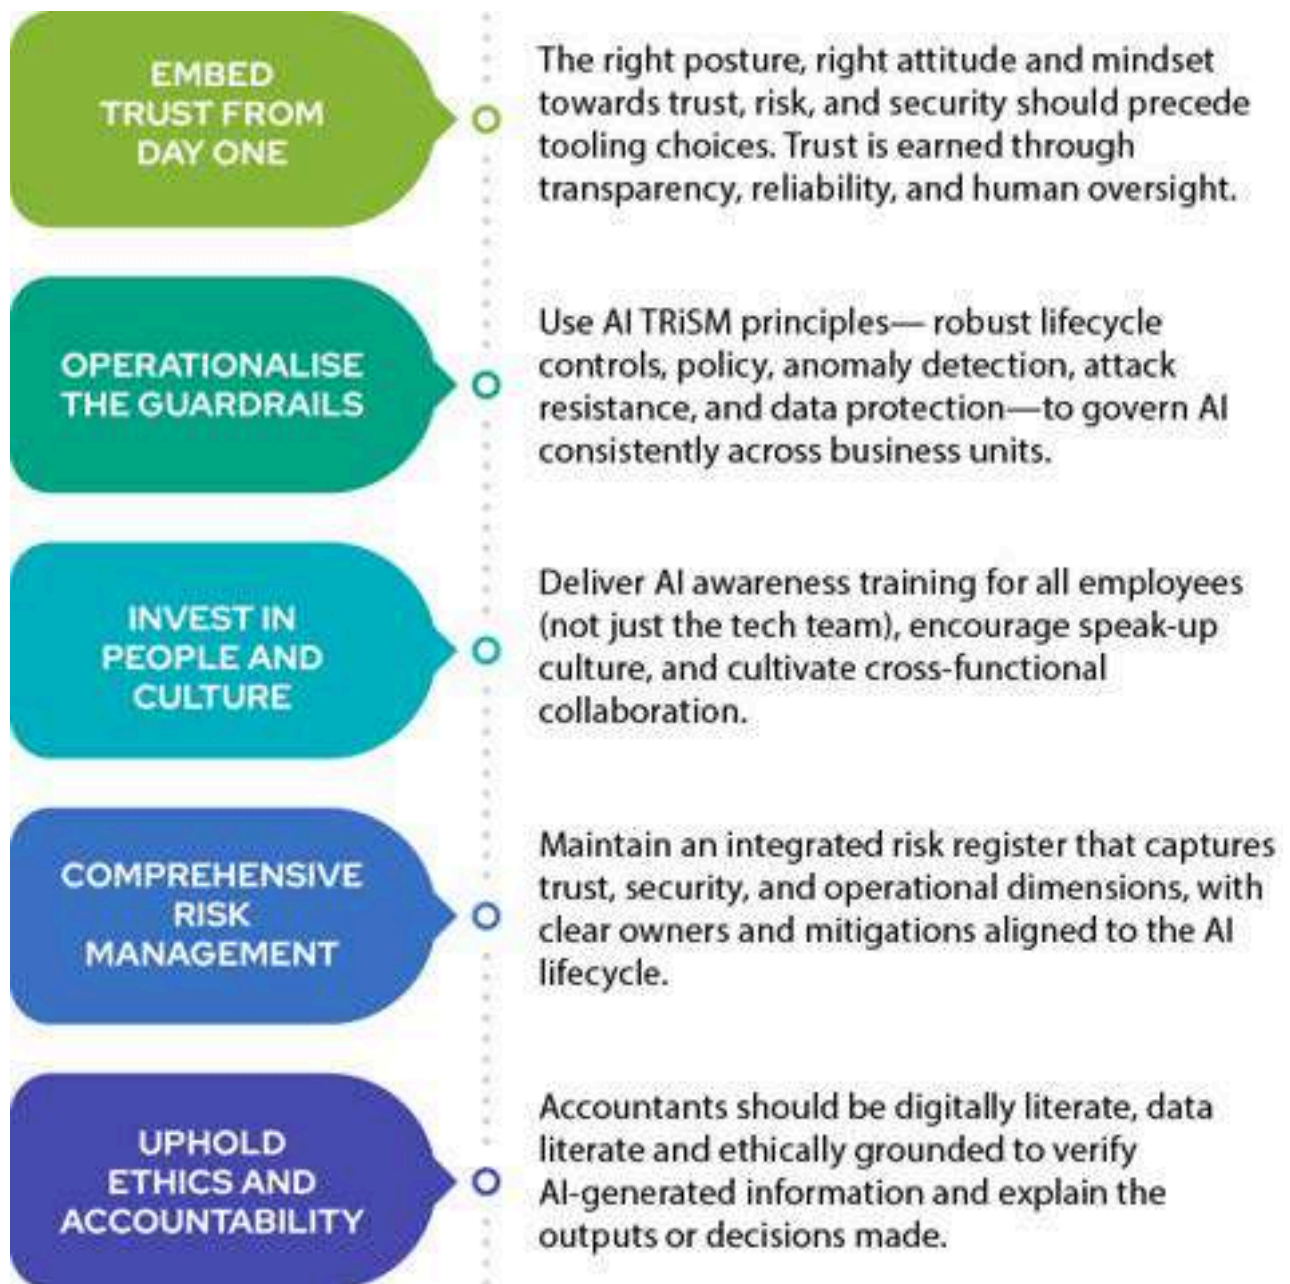 EMBED
TRUST FROM
DAY ONE
The right posture, right attitude and mindset
towards trust, risk, and security should precede
tooling choices. Trust is earned through
transparency, reliability, and human oversight.
OPERATIONALISE
THE GUARDRAILS
Use AI TRiSM principles— robust lifecycle
controls, policy, anomaly detection, attack
resistance, and data protection—to govern AI
consistently across business units.
INVEST IN
PEOPLE AND
CULTURE
Deliver AI awareness training for all employees
(not just the tech team), encourage speak-up
culture, and cultivate cross-functional
collaboration.
COMPREHENSIVE
RISK
MANAGEMENT
Maintain an integrated risk register that captures
trust, security, and operational dimensions, with
clear owners and mitigations aligned to the AI
lifecycle.
UPHOLD
ETHICS AND
ACCOUNTABILITY
Accountants should be digitally literate, data
literate and ethically grounded to verify
AI-generated information and explain the
outputs or decisions made.